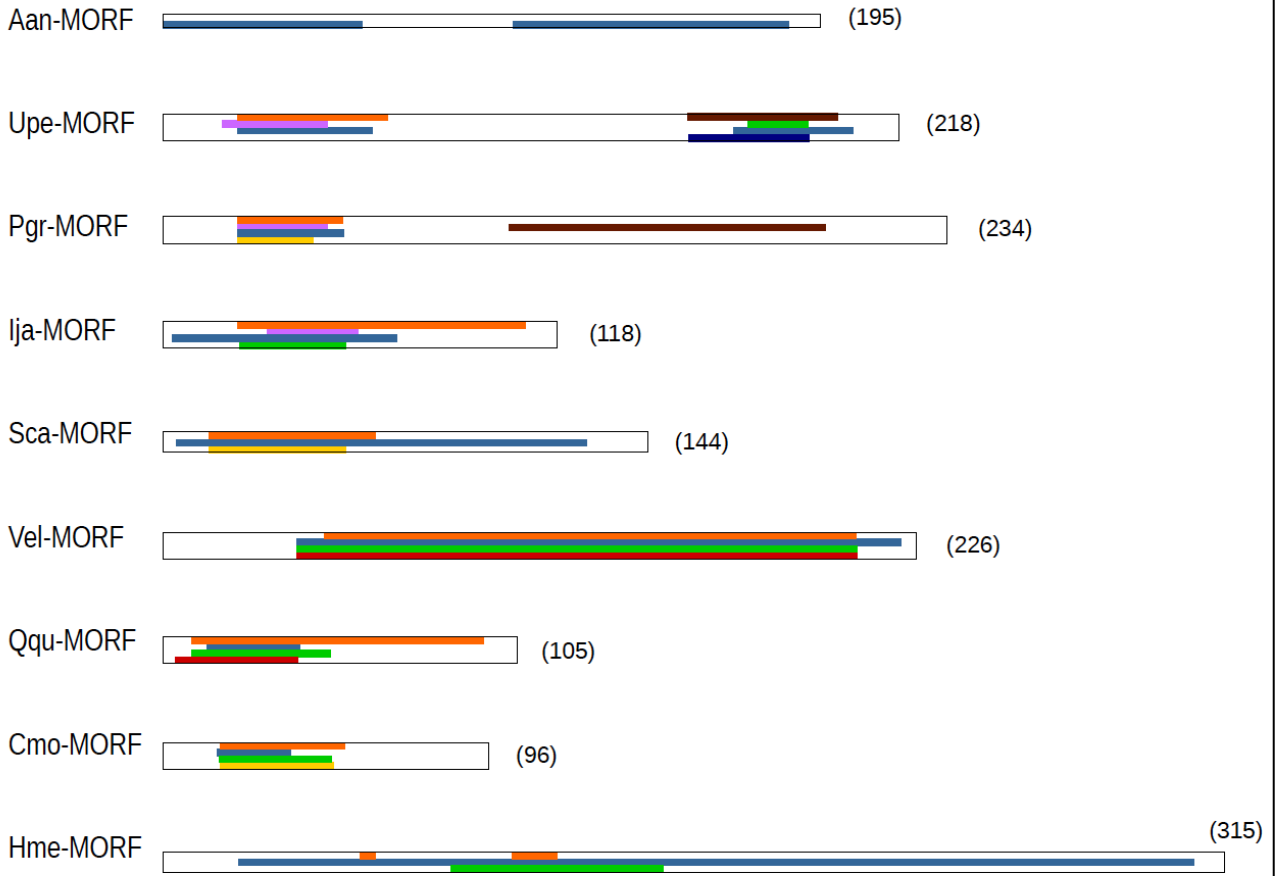 Aan-MORF (195)
Upe-MORF (218)
Pgr-MORF (234)
Ija-MORF (118)
Sca-MORF (144)
Vel-MORF (226)
Qqu-MORF (105)
Cmo-MORF (96)
Hme-MORF (315)